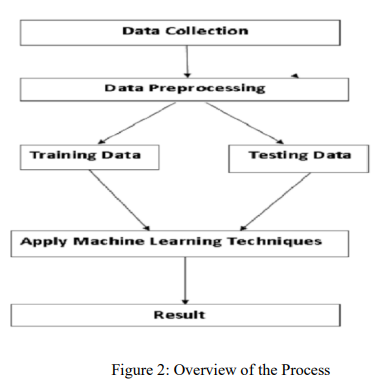 Data Collection
Data Preprocessing
Training Data
Testing Data
Apply Machine Learning Techniques
Result
Figure 2: Overview of the Process